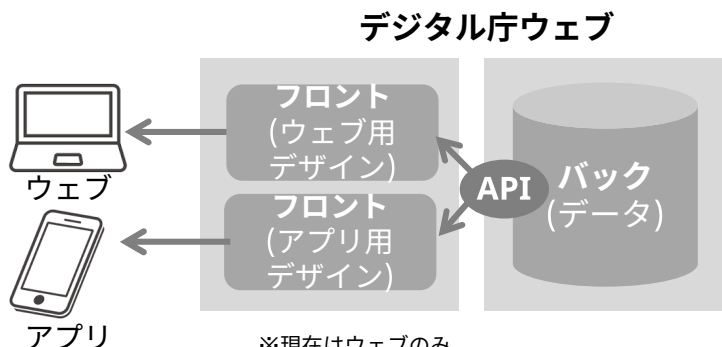 デジタル庁ウェブ
フロント
(ウェブ用
デザイン)
ウェブ
フロント
(アプリ用
デザイン)
アプリ
API
バック
(データ)
※現在はウェブのみ